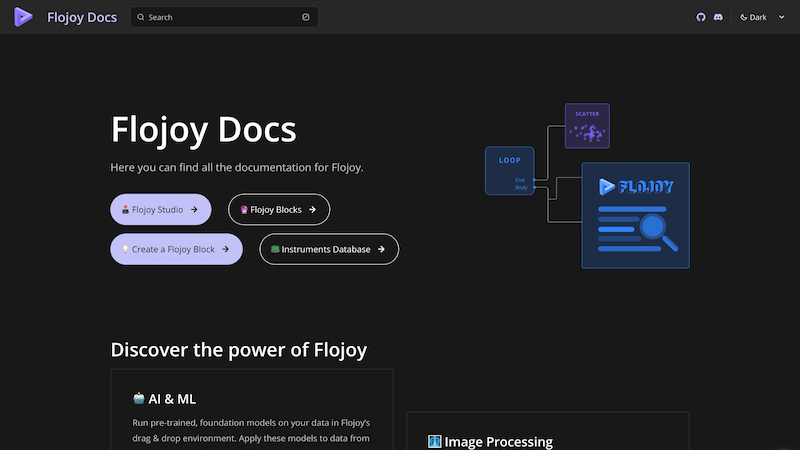 Flojoy Docs
Search
Dark
Flojoy Docs
Here you can find all the documentation for Flojoy.
Flojoy Studio
Flojoy Blocks
Create a Flojoy Block
Instruments Database
SCATTER
LOOP
End
Body
FLOJOY
Discover the power of Flojoy
AI & ML
Run pre-trained, foundation models on your data in Flojoy's
drag & drop environment. Apply these models to data from
Image Processing